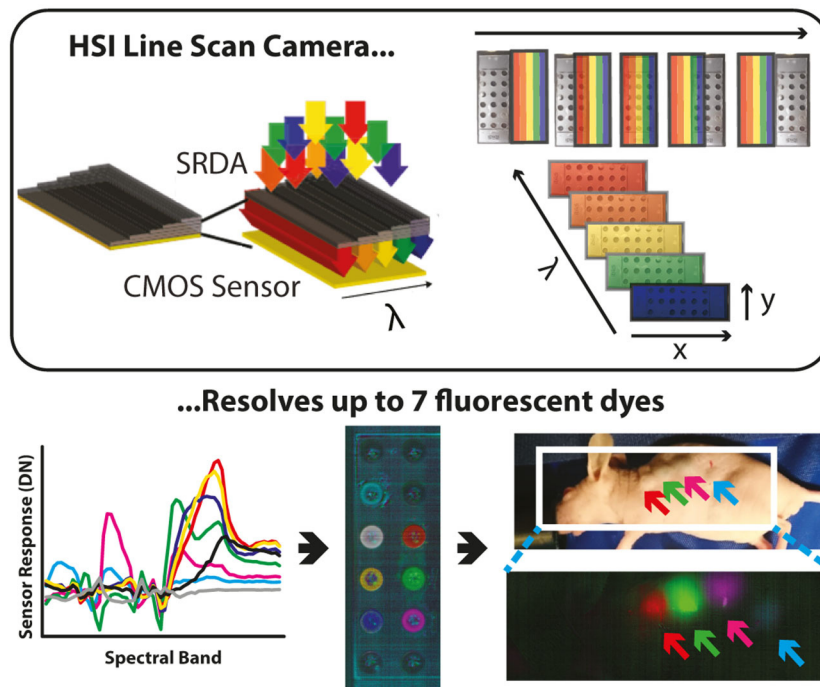 HSI Line Scan Camera...
SRDA
CMOS Sensor
λ
λ
y
x
...Resolves up to 7 fluorescent dyes
Sensor Response (DN)
Spectral Band